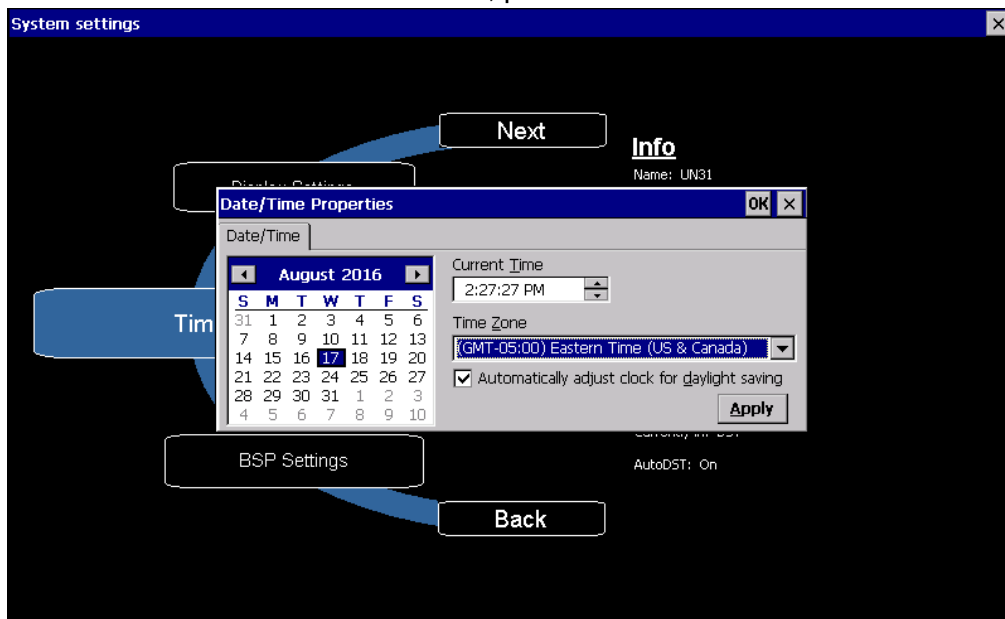 System settings
Next
Info
Name: UN31
Display Settings
Date/Time Properties OK
Date/Time
August 2016
S M T W T F S
31 1 2 3 4 5 6
7 8 9 10 11 12 13
14 15 16 17 18 19 20
21 22 23 24 25 26 27
28 29 30 31 1 2 3
4 5 6 7 8 9 10
Current Time
2:27:27 PM
Time Zone
(GMT-05:00) Eastern Time (US & Canada)
Automatically adjust clock for daylight saving
Apply
Tim
BSP Settings
AutoDST: On
Back